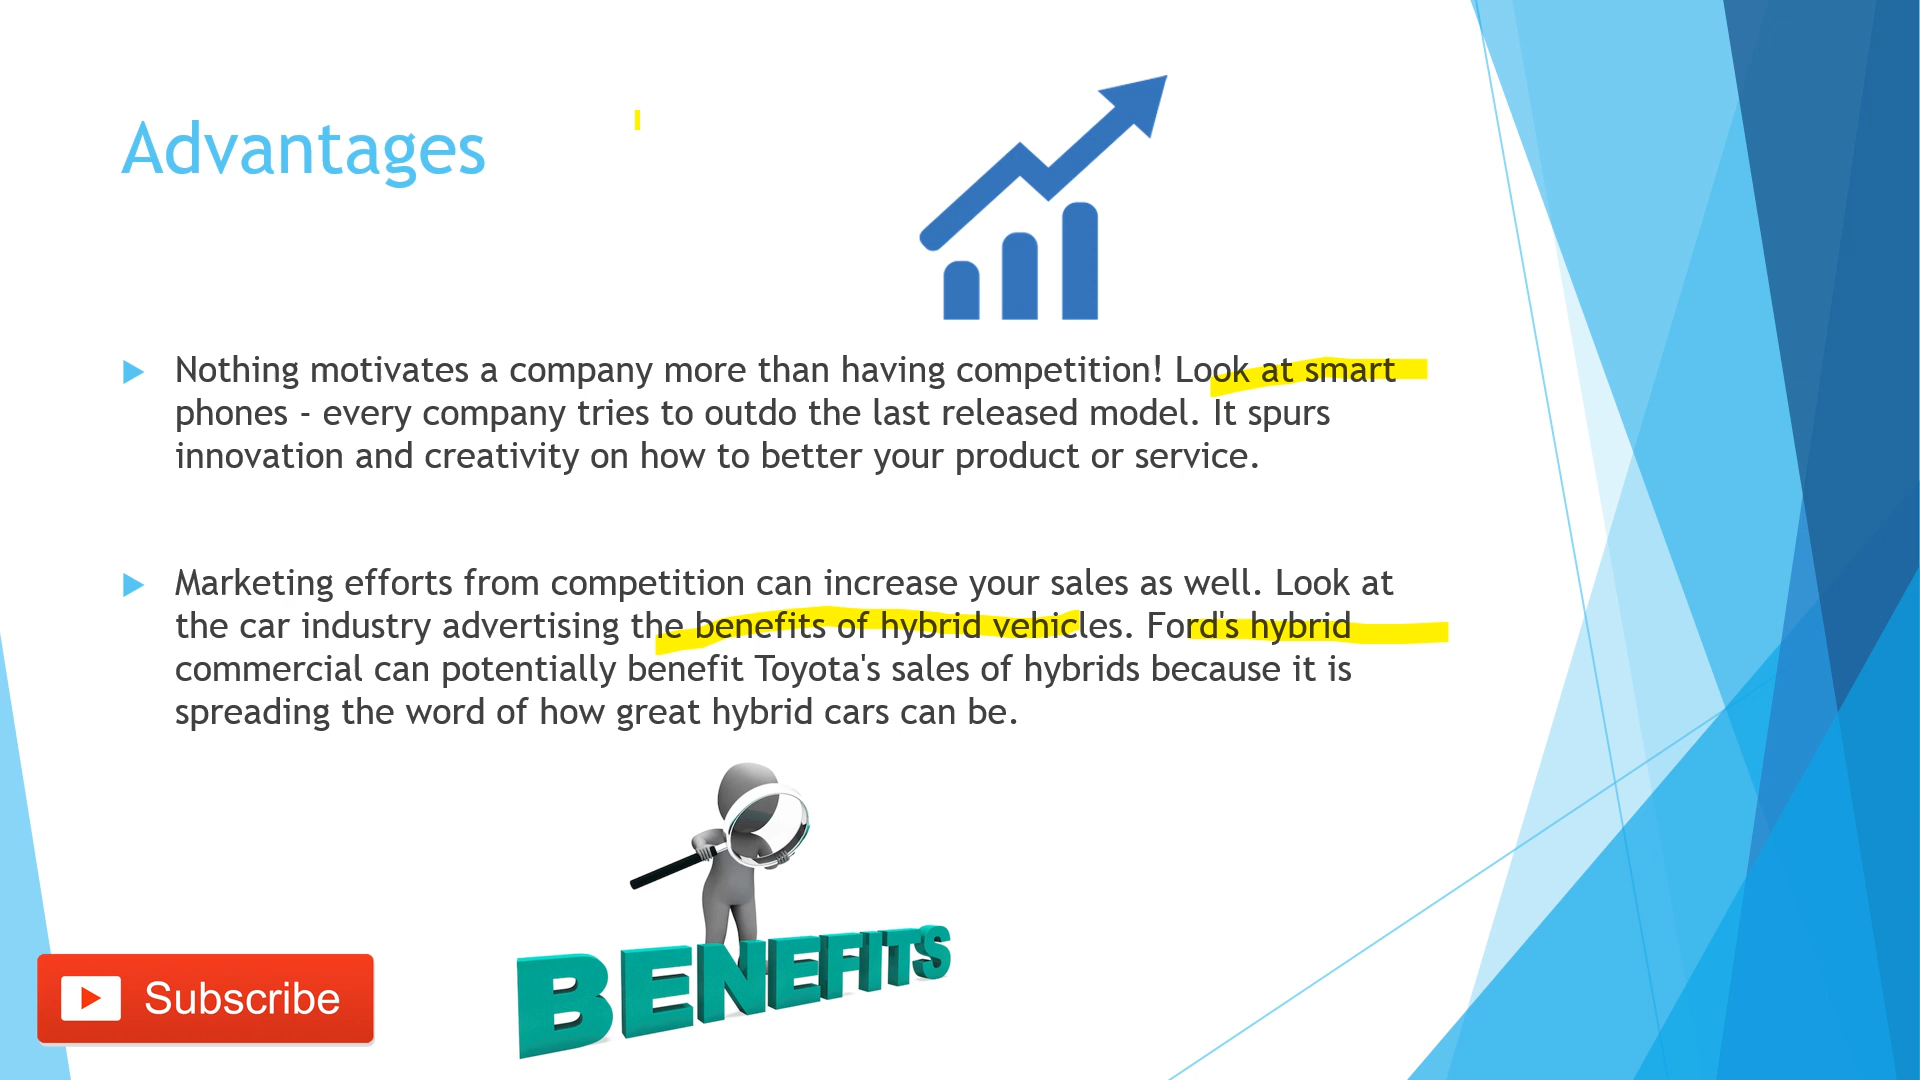 Advantages
Nothing motivates a company more than having competition! Look at smart
phones - every company tries to outdo the last released model. It spurs
innovation and creativity on how to better your product or service.
Marketing efforts from competition can increase your sales as well. Look at
the car industry advertising the benefits of hybrid vehicles. Ford's hybrid
commercial can potentially benefit Toyota's sales of hybrids because it is
spreading the word of how great hybrid cars can be.
BENEFITS
Subscribe